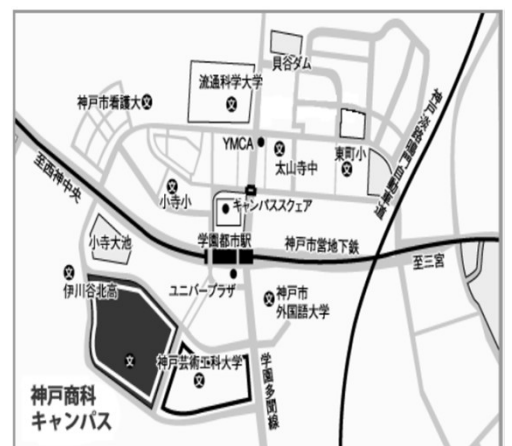 貝谷ダム
流通科学大学
神戸市看護大
YMCA
太山寺中
東町小
神戸淡路鳴門自動車道
至西神中央
小寺小
キャンパススクェア
小寺大池
学園都市駅
神戸市営地下鉄
至三宮
伊川谷北高
ユニバープラザ
神戸市
外国語大学
神戸芸術工科大学
学園多聞線
神戸商科
キャンパス